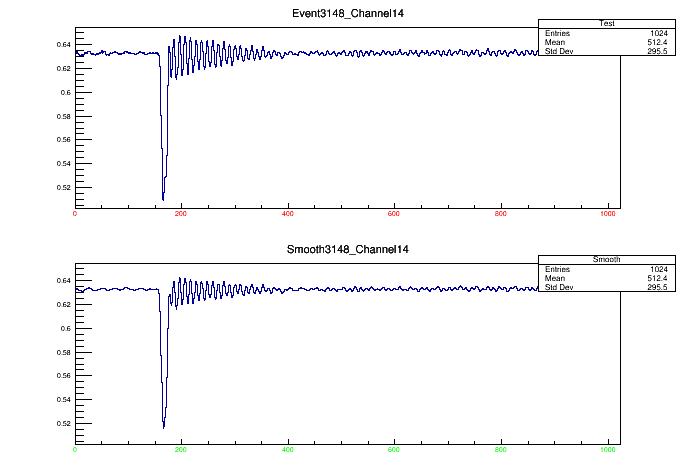 Event3148_Channel14
Test
Entries 1024
Mean 512.4
Std Dev 295.5
0.64
0.62
0.6
0.58
0.56
0.54
0.52
0 200 400 600 800 1000
Smooth3148_Channel14
Smooth
Entries 1024
Mean 512.4
Std Dev 295.5
0.64
0.62
0.6
0.58
0.56
0.54
0.52
0 200 400 600 800 1000